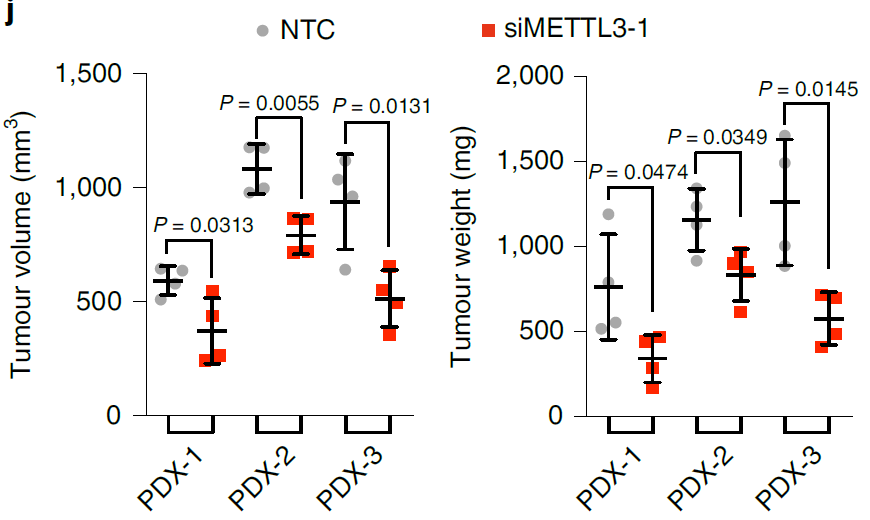 j
NTC
siMETTL3-1
Tumour volume (mm³)
1,500
1,000
500
0
P = 0.0313
P = 0.0055
P = 0.0131
PDX-1
PDX-2
PDX-3
Tumour weight (mg)
2,000
1,500
1,000
500
0
P = 0.0474
P = 0.0349
P = 0.0145
PDX-1
PDX-2
PDX-3